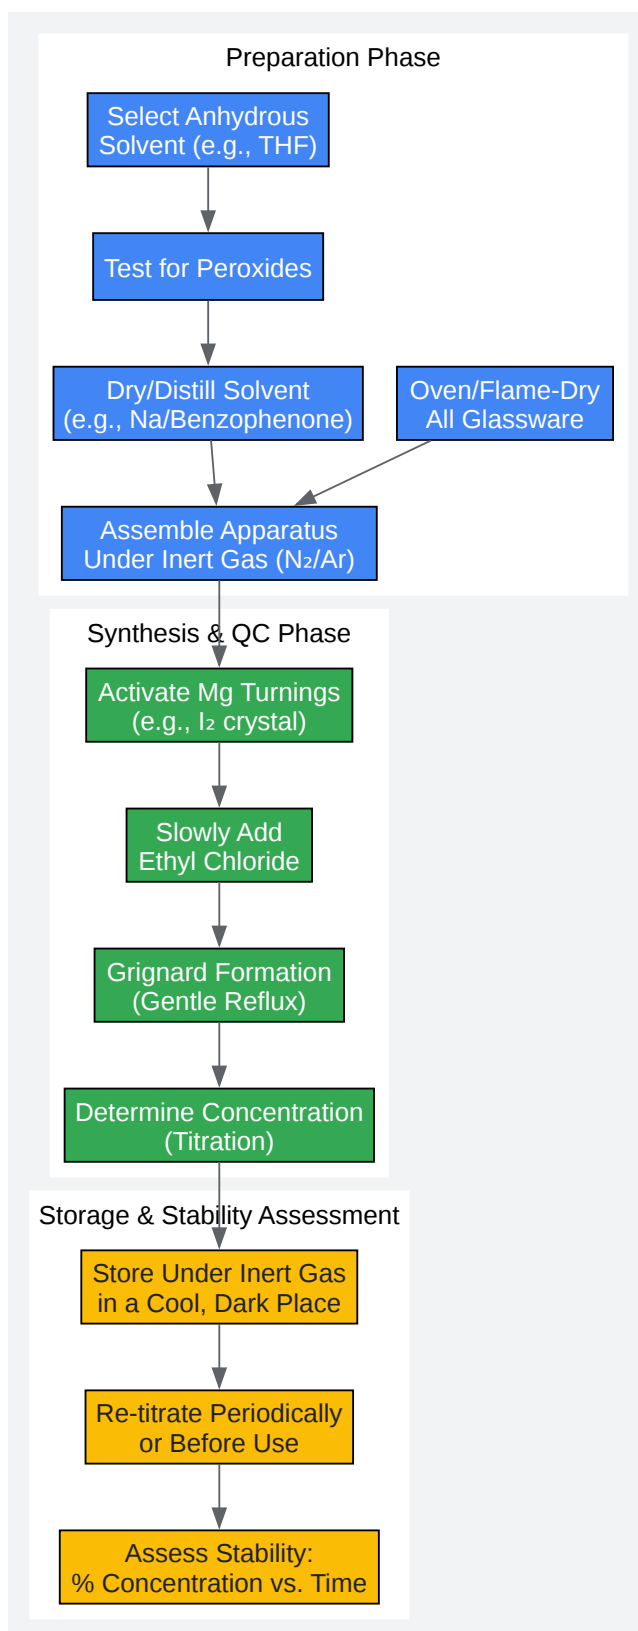 Preparation Phase
Select Anhydrous
Solvent (e.g., THF)
Test for Peroxides
Dry/Distill Solvent
(e.g., Na/Benzophenone)
Oven/Flame-Dry
All Glassware
Assemble Apparatus
Under Inert Gas (N₂/Ar)
Synthesis & QC Phase
Activate Mg Turnings
(e.g., I₂ crystal)
Slowly Add
Ethyl Chloride
Grignard Formation
(Gentle Reflux)
Determine Concentration
(Titration)
Storage & Stability Assessment
Store Under Inert Gas
in a Cool, Dark Place
Re-titrate Periodically
or Before Use
Assess Stability:
% Concentration vs. Time